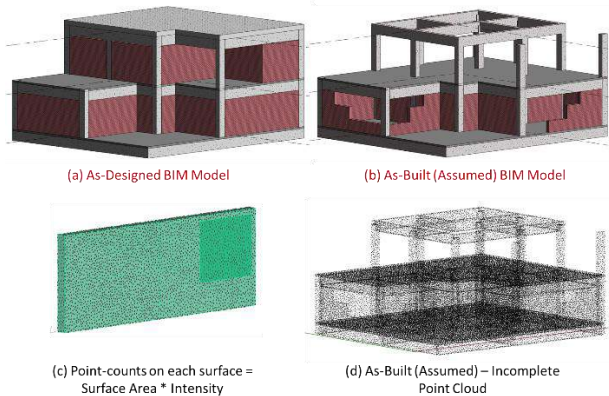 (a) As-Designed BIM Model
(b) As-Built (Assumed) BIM Model
(c) Point-counts on each surface =
Surface Area * Intensity
(d) As-Built (Assumed) – Incomplete
Point Cloud